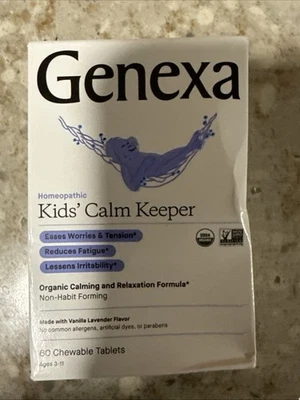 Genexa
Homeopathic
Kids' Calm Keeper
Eases Worries & Tension*
Reduces Fatigue*
Lessens Irritability*
USDA
ORGANIC
Organic Calming and Relaxation Formula*
Non-Habit Forming
Made with Vanilla Lavender Flavor
No common allergens, artificial dyes, or parabens
60 Chewable Tablets
Ages 3-11